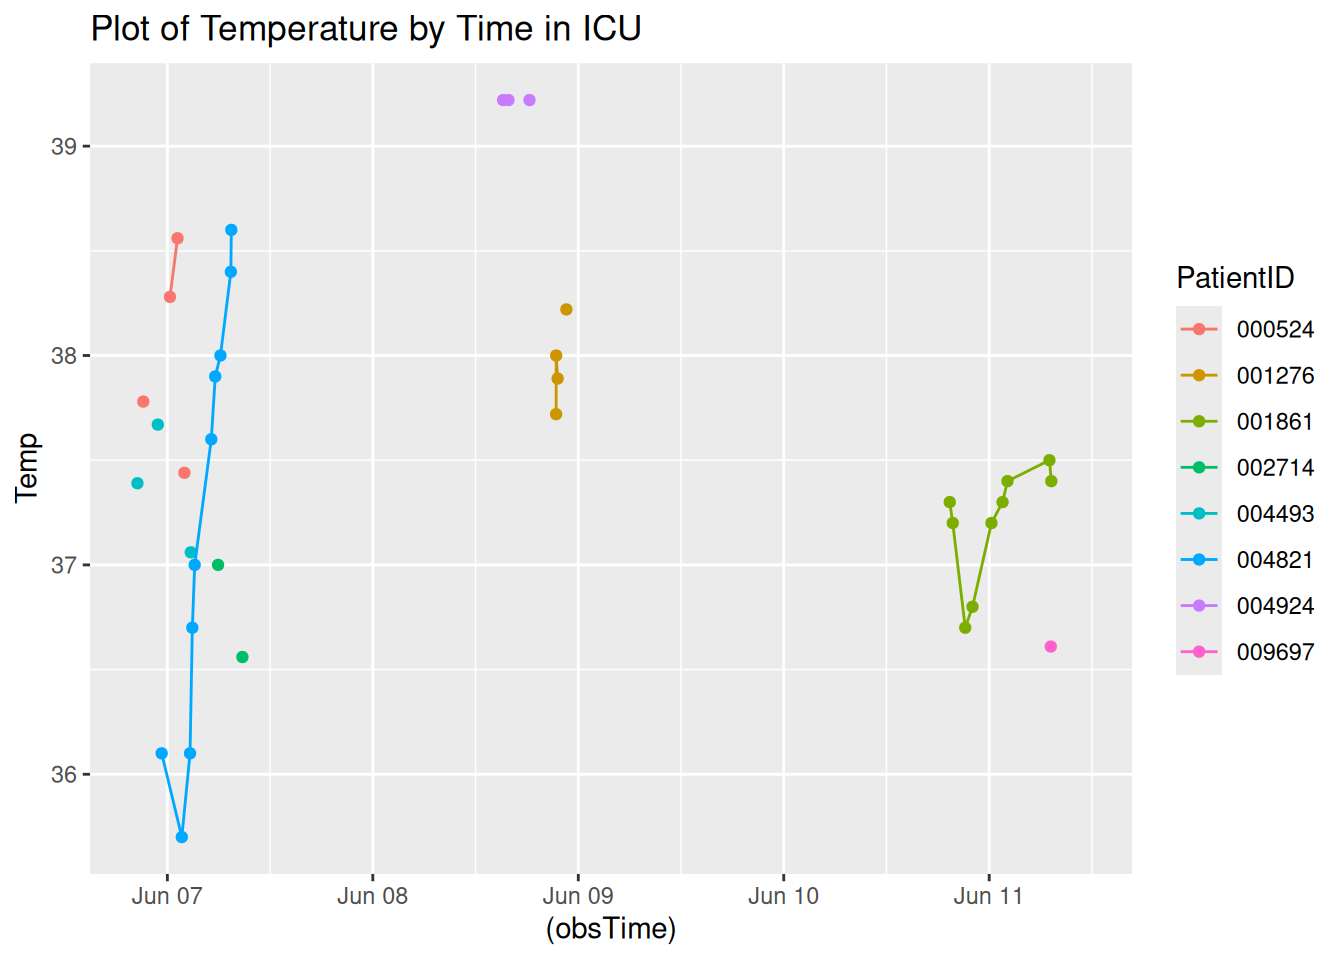 Plot of Temperature by Time in ICU
39
38
37
36
Temp
Jun 07
Jun 08
Jun 09
Jun 10
Jun 11
(obsTime)
PatientID
000524
001276
001861
002714
004493
004821
004924
009697